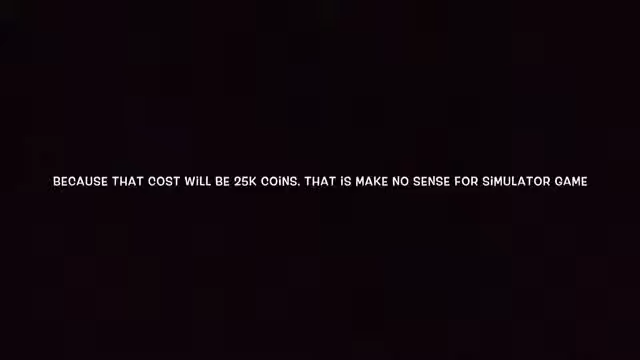 BECAUSE THAT COST WiLL BE 25K COiNS. THAT iS MAKE NO SENSE FOR SiMULATOR GAME